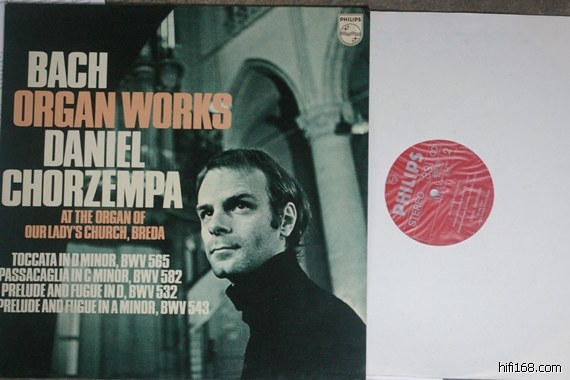 PHILIPS
BACH
ORGAN WORKS
DANIEL
CHORZEMPA
AT THE ORGAN OF
OUR LADY'S CHURCH, BREDA
TOCCATA IN D MINOR, BWV 565
PASSACAGLIA IN C MINOR, BWV 582
PRELUDE AND FUGUE IN D, BWV 532
PRELUDE AND FUGUE IN A MINOR, BWV 543
PHILIPS
STEREO
hifi168.com